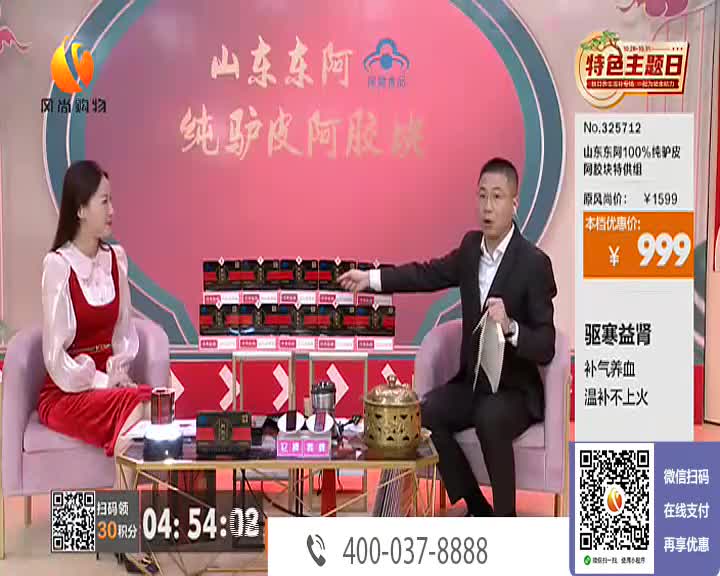 风尚购物
山东东阿
保健食品
纯驴皮阿胶块
特色主题日
No.325712
山东东阿100%纯驴皮
阿胶块特供组
原风尚价: ￥1599
本档优惠价:
￥999
驱寒益肾
补气养血
温补不上火
扫码领
30积分
04:54:02
400-037-8888
微信扫码
在线支付
再享优惠